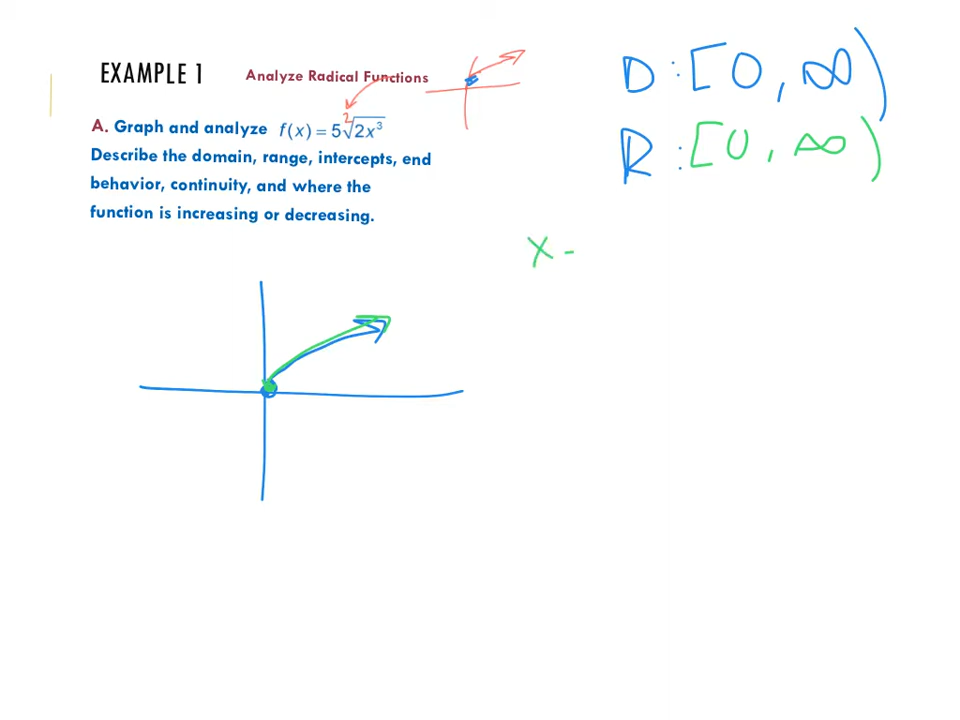 EXAMPLE 1 Analyze Radical Functions
A. Graph and analyze f(x) = 5²√2x³
Describe the domain, range, intercepts, end
behavior, continuity, and where the
function is increasing or decreasing.
D : [0, ∞)
R : [0, ∞)
x -